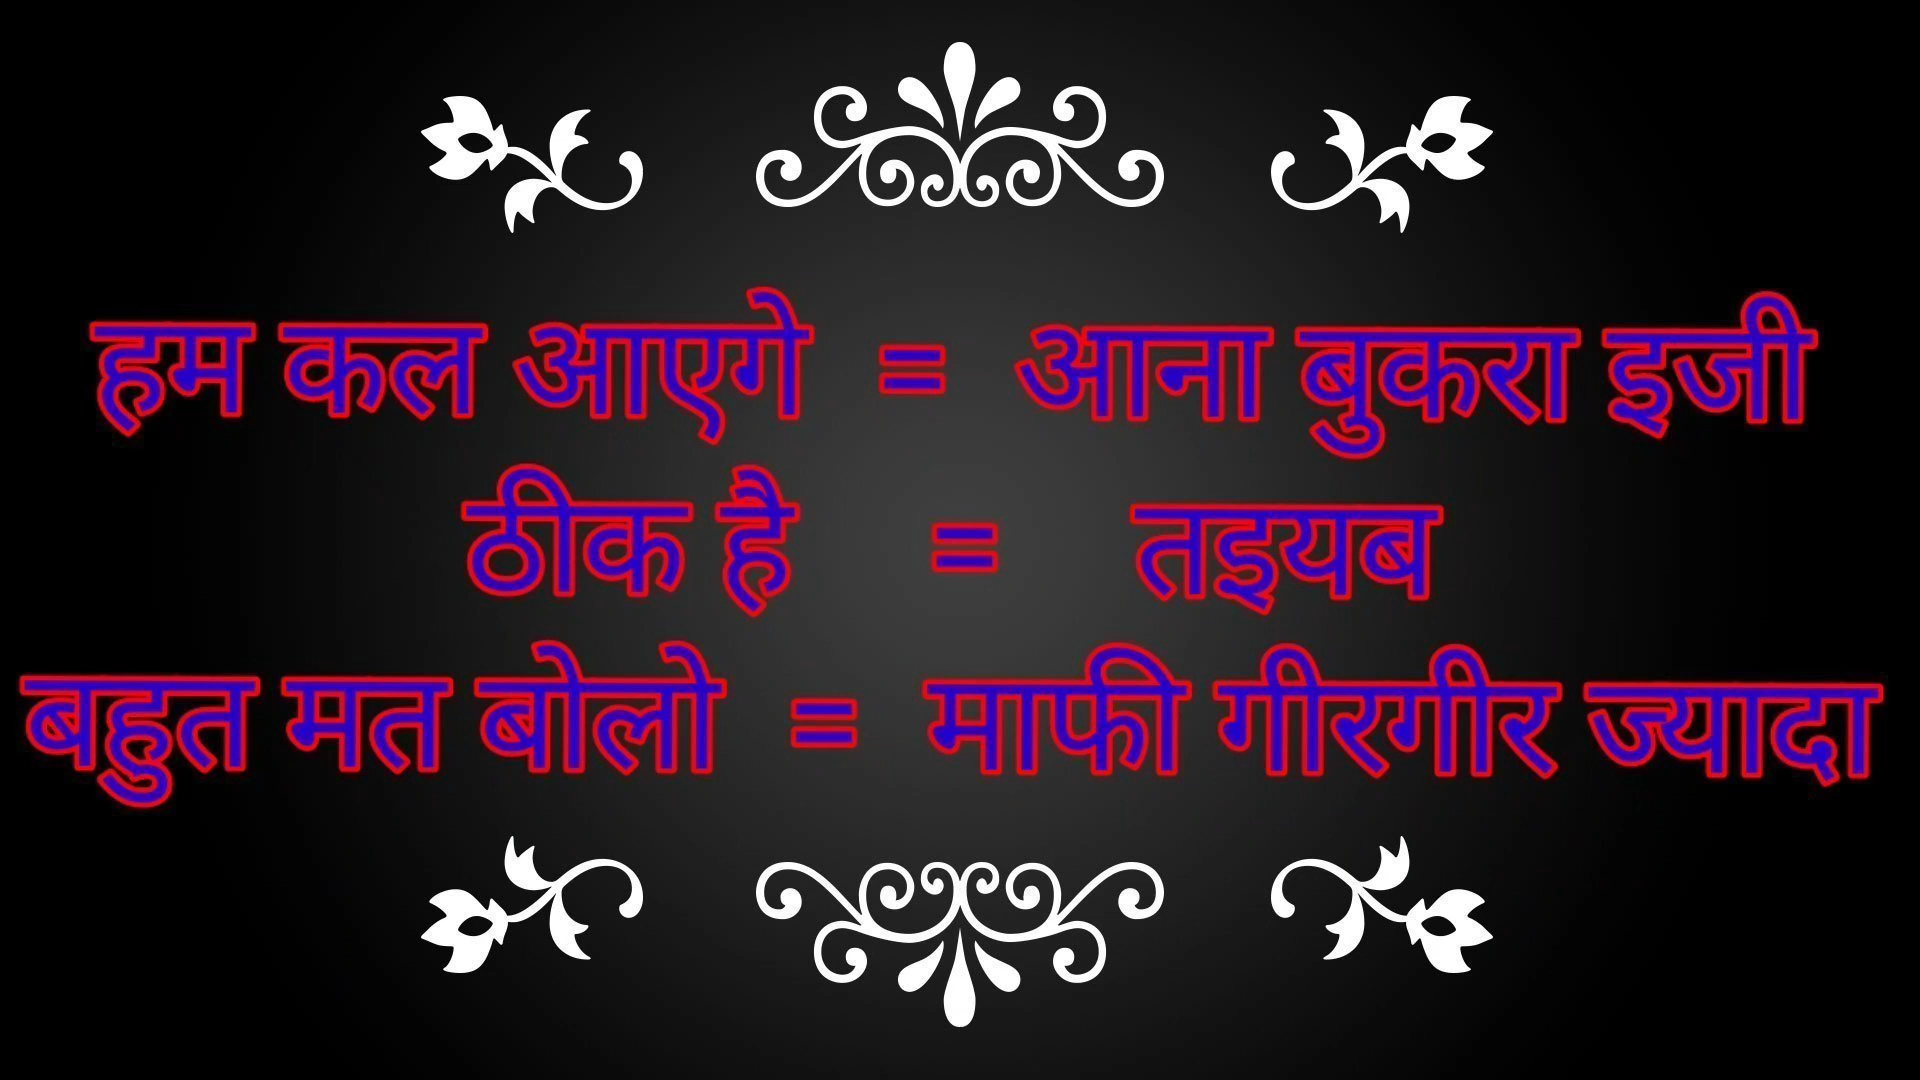 हम कल आएगे = आना बुकरा इजी
ठीक है = तइयब
बहुत मत बोलो = माफी गीरगीर ज्यादा